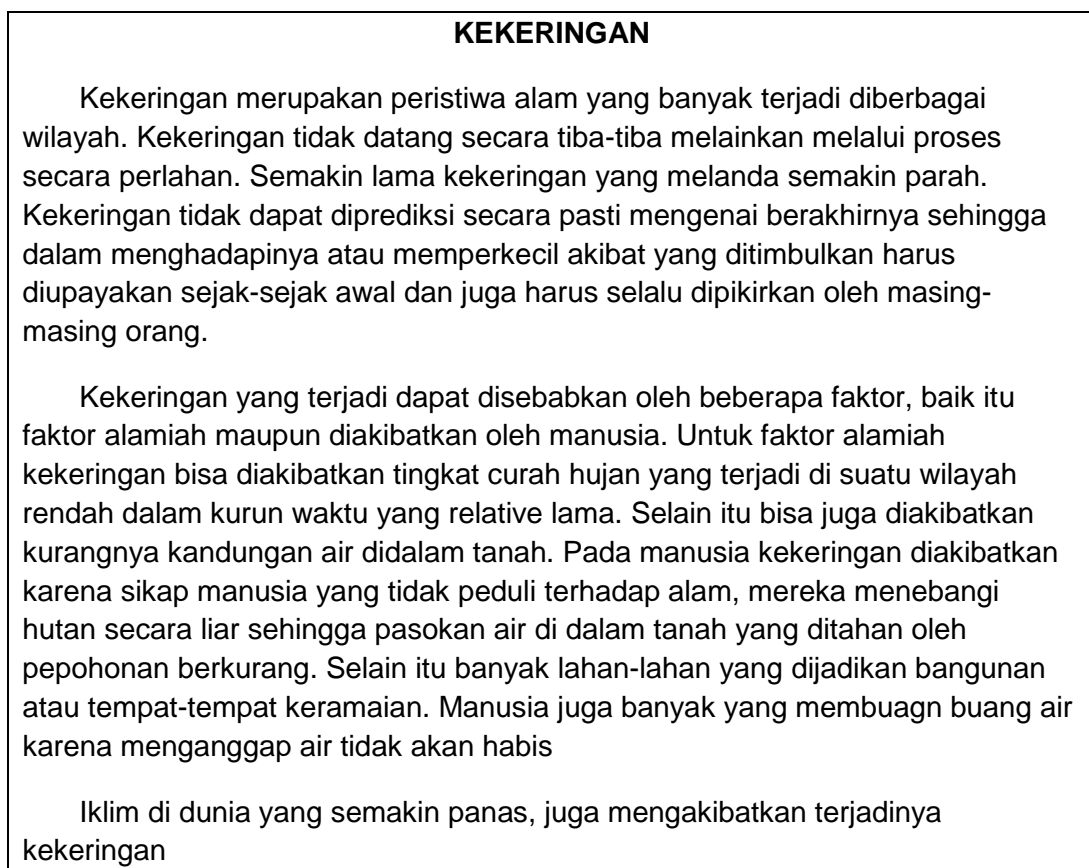 KEKERINGAN
Kekeringan merupakan peristiwa alam yang banyak terjadi diberbagai
wilayah. Kekeringan tidak datang secara tiba-tiba melainkan melalui proses
secara perlahan. Semakin lama kekeringan yang melanda semakin parah.
Kekeringan tidak dapat diprediksi secara pasti mengenai berakhirnya sehingga
dalam menghadapinya atau memperkecil akibat yang ditimbulkan harus
diupayakan sejak-sejak awal dan juga harus selalu dipikirkan oleh masing-
masing orang.
Kekeringan yang terjadi dapat disebabkan oleh beberapa faktor, baik itu
faktor alamiah maupun diakibatkan oleh manusia. Untuk faktor alamiah
kekeringan bisa diakibatkan tingkat curah hujan yang terjadi di suatu wilayah
rendah dalam kurun waktu yang relative lama. Selain itu bisa juga diakibatkan
kurangnya kandungan air didalam tanah. Pada manusia kekeringan diakibatkan
karena sikap manusia yang tidak peduli terhadap alam, mereka menebangi
hutan secara liar sehingga pasokan air di dalam tanah yang ditahan oleh
pepohonan berkurang. Selain itu banyak lahan-lahan yang dijadikan bangunan
atau tempat-tempat keramaian. Manusia juga banyak yang membuagn buang air
karena menganggap air tidak akan habis
Iklim di dunia yang semakin panas, juga mengakibatkan terjadinya
kekeringan